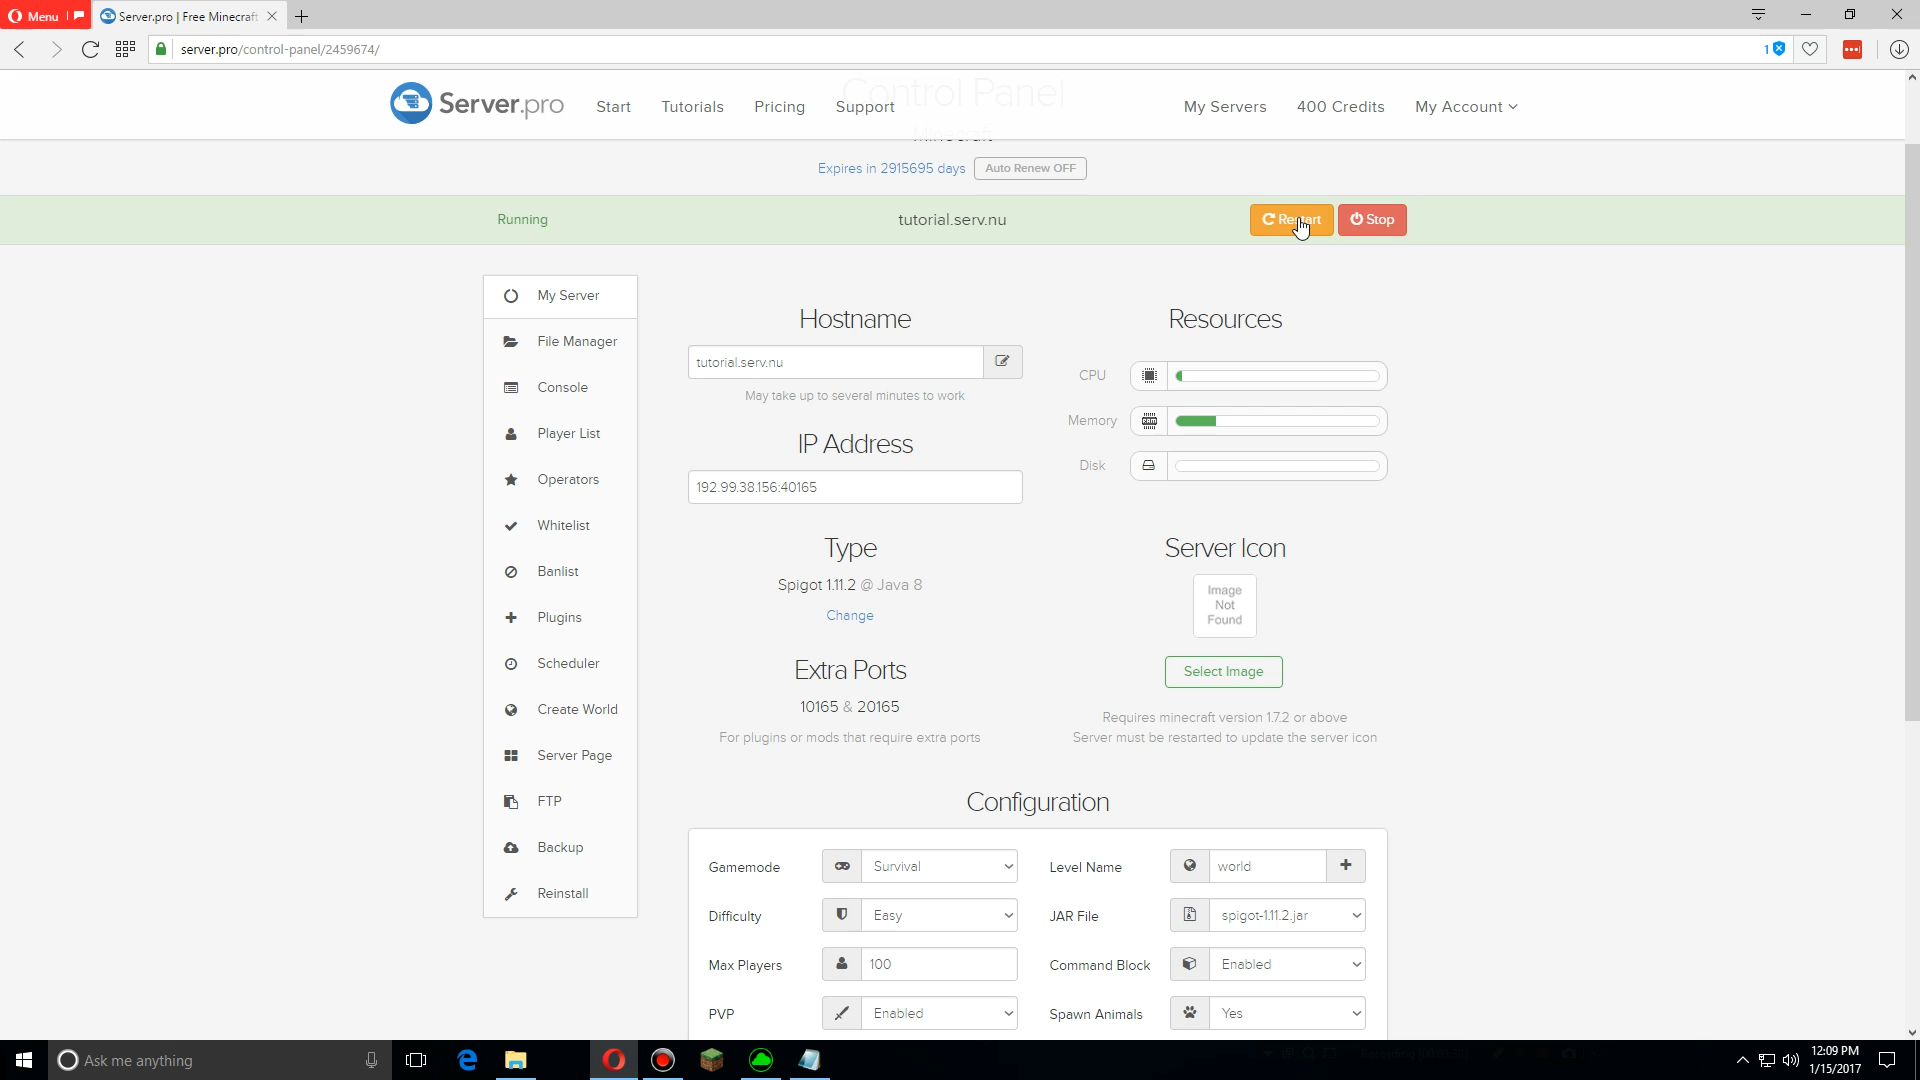 Menu
Server.pro | Free Minecraft
server.pro/control-panel/2459674/
1
Server.pro
Start
Tutorials
Pricing
Support
My Servers
400 Credits
My Account
Control Panel
Minecraft
Expires in 2915695 days
Auto Renew OFF
Running
tutorial.serv.nu
Restart
Stop
My Server
File Manager
Console
Player List
Operators
Whitelist
Banlist
Plugins
Scheduler
Create World
Server Page
FTP
Backup
Reinstall
Hostname
tutorial.serv.nu
May take up to several minutes to work
IP Address
192.99.38.156:40165
Type
Spigot 1.11.2 @ Java 8
Change
Extra Ports
10165 & 20165
For plugins or mods that require extra ports
Resources
CPU
Memory
RAM
Disk
Server Icon
Image
Not
Found
Select Image
Requires minecraft version 1.7.2 or above
Server must be restarted to update the server icon
Configuration
Gamemode
Survival
Level Name
world
Difficulty
Easy
JAR File
spigot-1.11.2.jar
Max Players
100
Command Block
Enabled
PVP
Enabled
Spawn Animals
Yes
Ask me anything
12:09 PM
1/15/2017